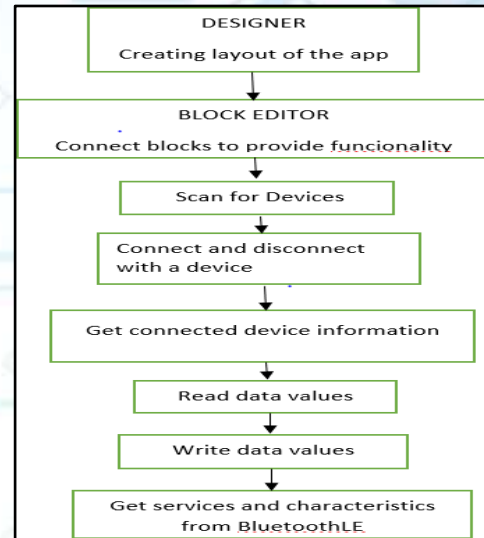 DESIGNER
Creating layout of the app
BLOCK EDITOR
Connect blocks to provide funcionality
Scan for Devices
Connect and disconnect
with a device
Get connected device information
Read data values
Write data values
Get services and characteristics
from BluetoothLE